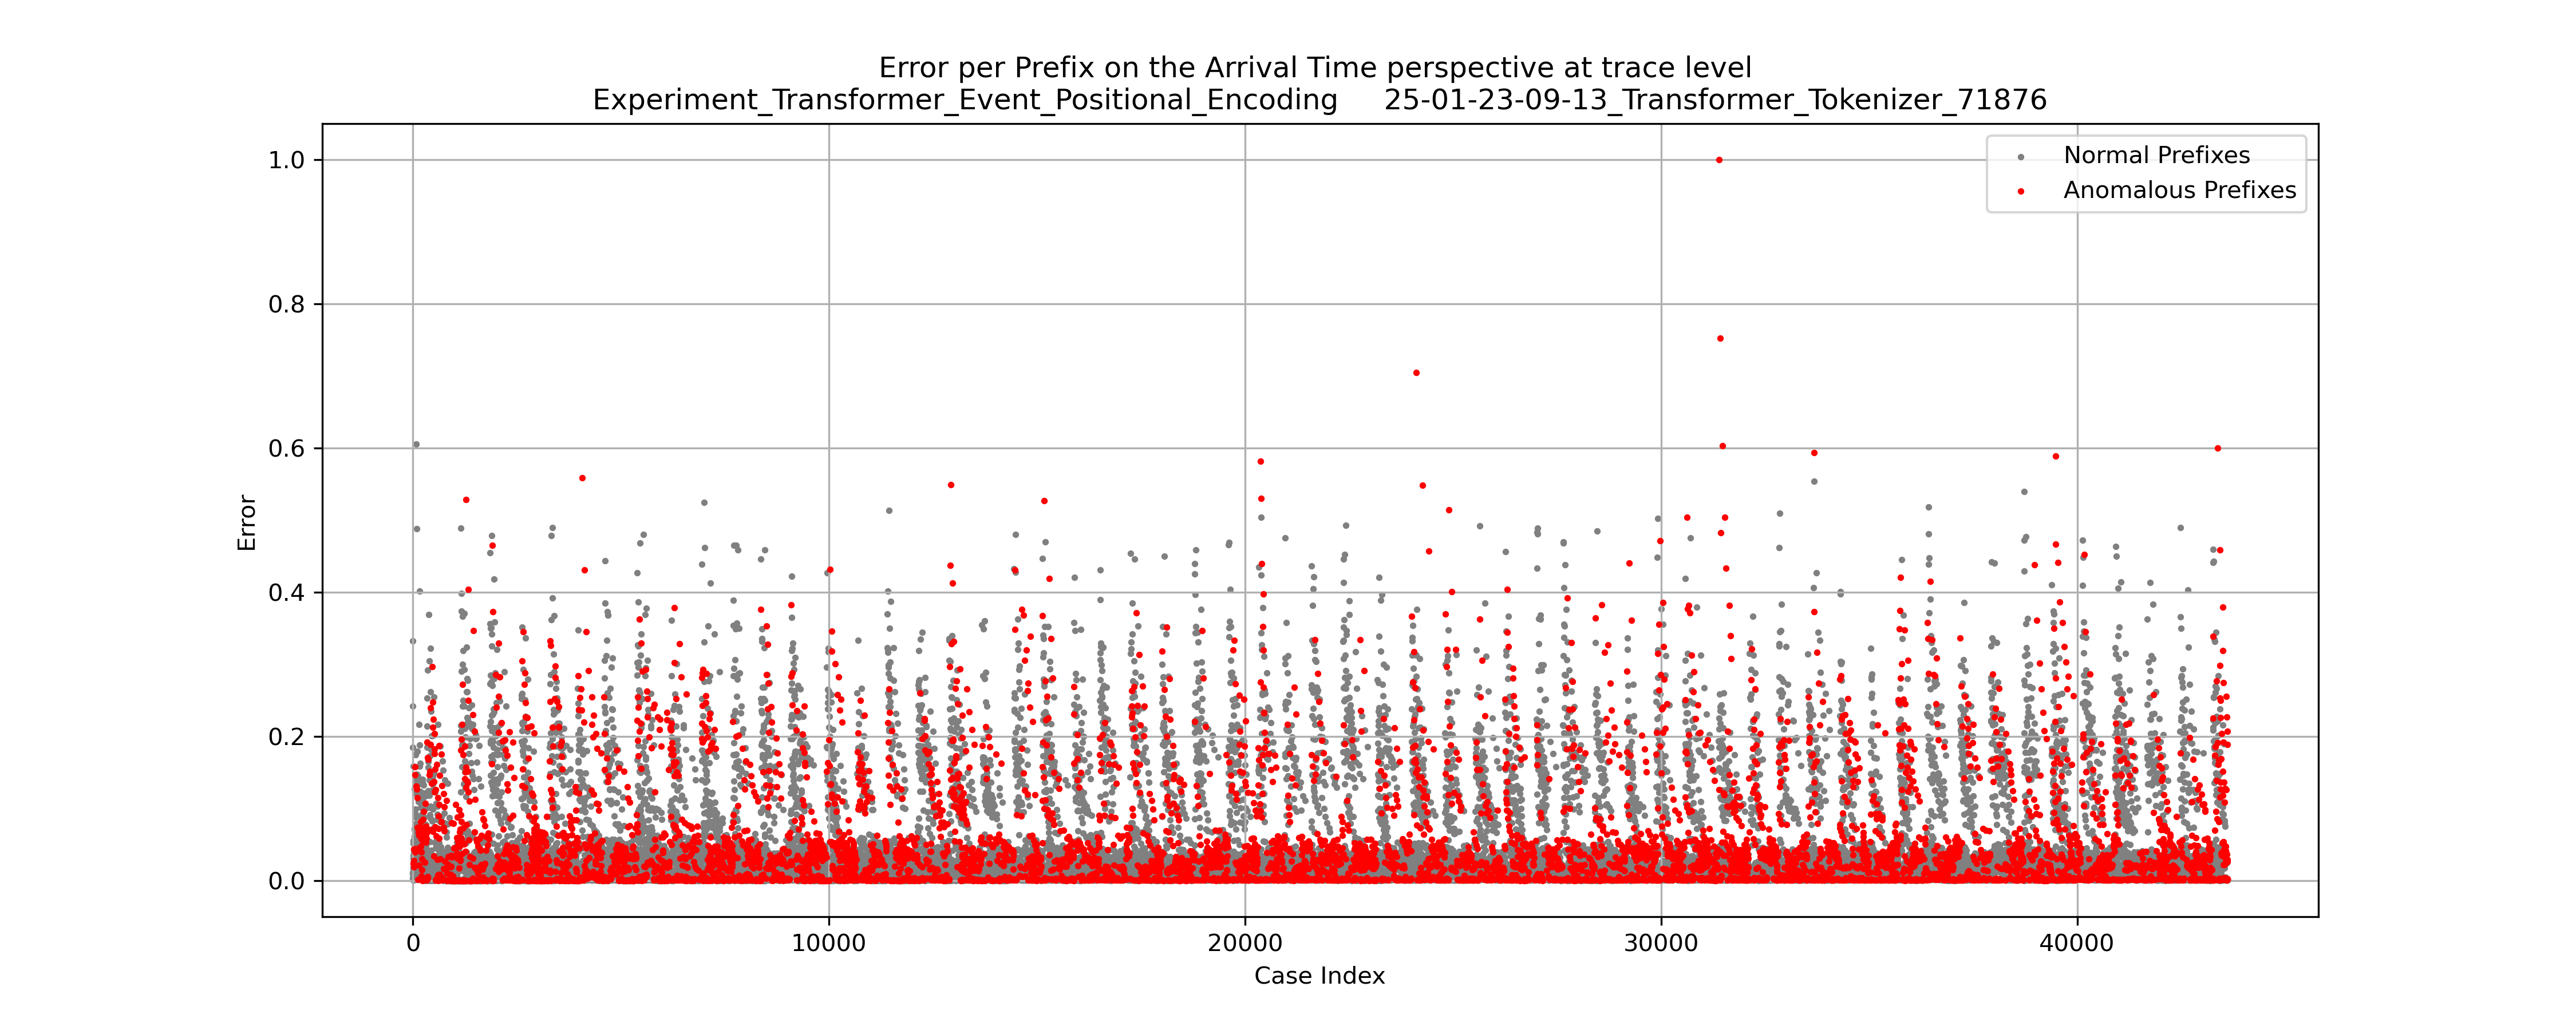 Error per Prefix on the Arrival Time perspective at trace level
Experiment_Transformer_Event_Positional_Encoding 25-01-23-09-13_Transformer_Tokenizer_71876
Normal Prefixes
Anomalous Prefixes
1.0
0.8
0.6
0.4
0.2
0.0
Error
0 10000 20000 30000 40000
Case Index